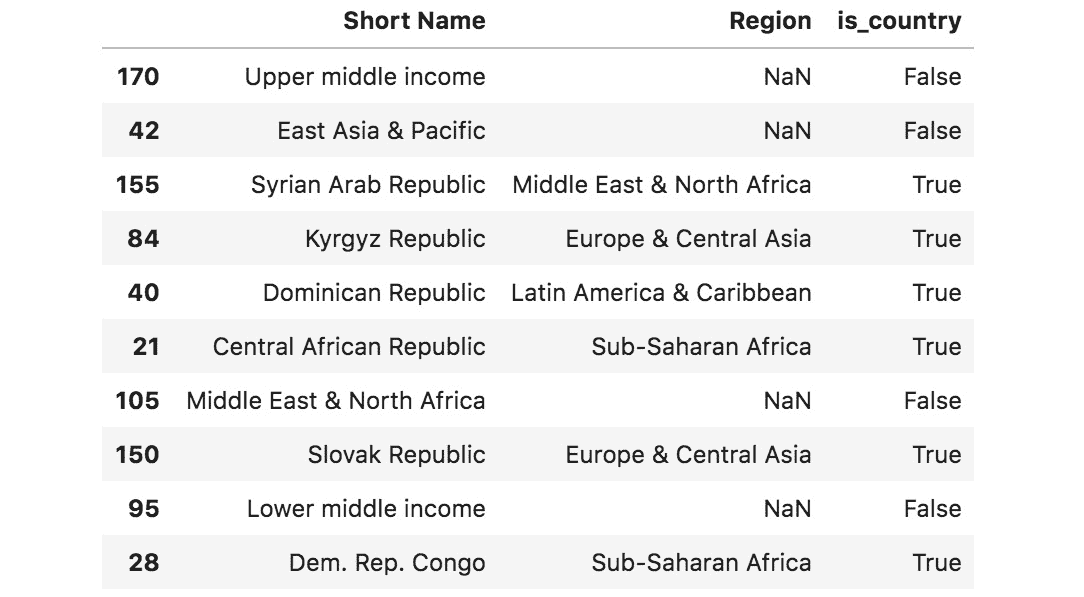 Short Name Region is_country
170 Upper middle income NaN False
42 East Asia & Pacific NaN False
155 Syrian Arab Republic Middle East & North Africa True
84 Kyrgyz Republic Europe & Central Asia True
40 Dominican Republic Latin America & Caribbean True
21 Central African Republic Sub-Saharan Africa True
105 Middle East & North Africa NaN False
150 Slovak Republic Europe & Central Asia True
95 Lower middle income NaN False
28 Dem. Rep. Congo Sub-Saharan Africa True